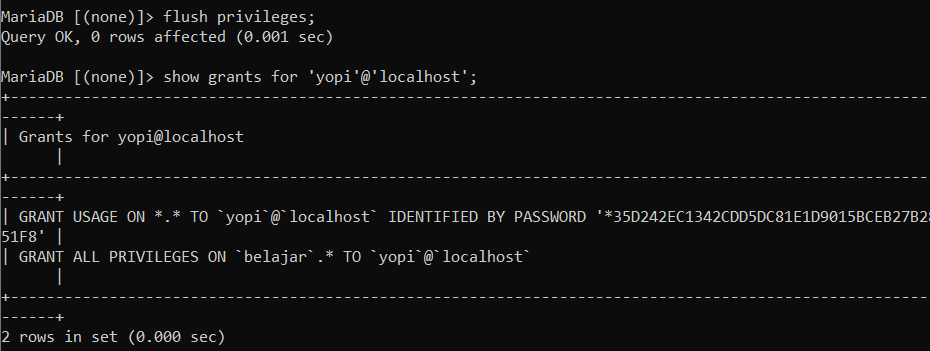 MariaDB [(none)]> flush privileges;
Query OK, 0 rows affected (0.001 sec)
MariaDB [(none)]> show grants for 'yopi'@'localhost';
+------------------------------------------------------------------------------------------------------
------+
| Grants for yopi@localhost
      |
+------------------------------------------------------------------------------------------------------
------+
| GRANT USAGE ON *.* TO `yopi`@`localhost` IDENTIFIED BY PASSWORD '*35D242EC1342CDD5DC81E1D9015BCEB27B28
51F8' |
| GRANT ALL PRIVILEGES ON `belajar`.* TO `yopi`@`localhost`
      |
+------------------------------------------------------------------------------------------------------
------+
2 rows in set (0.000 sec)